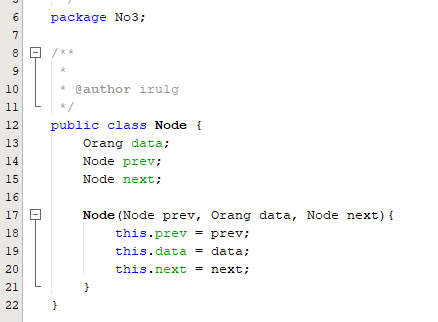 6 package No3;
7
8 /**
9 *
10 * @author irulg
11 */
12 public class Node {
13 Orang data;
14 Node prev;
15 Node next;
16
17 Node(Node prev, Orang data, Node next){
18 this.prev = prev;
19 this.data = data;
20 this.next = next;
21 }
22 }